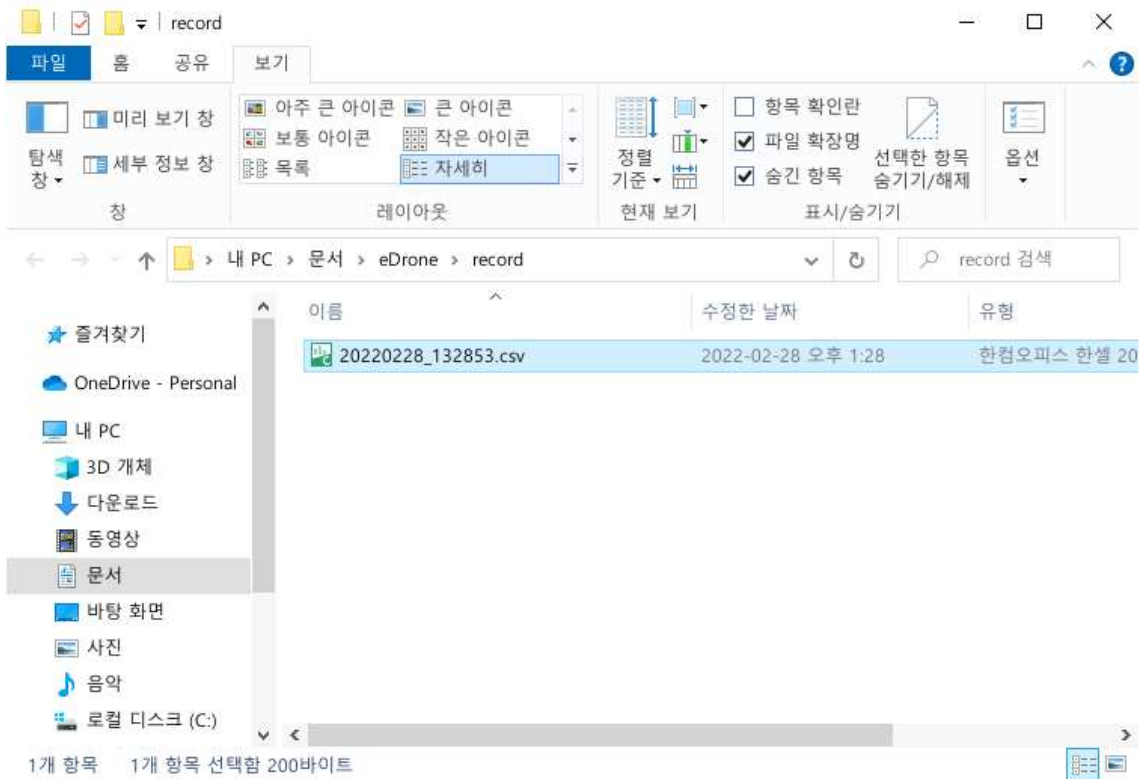 record
파일 홈 공유 보기
탐색 창
미리 보기 창
세부 정보 창
창
아주 큰 아이콘 큰 아이콘
보통 아이콘 작은 아이콘
목록 자세히
레이아웃
정렬 기준
현재 보기
항목 확인란
파일 확장명
숨긴 항목
선택한 항목
숨기기/해제
표시/숨기기
옵션
내 PC > 문서 > eDrone > record
record 검색
이름 수정한 날짜 유형
20220228_132853.csv 2022-02-28 오후 1:28 한컴오피스 한셀 20
즐겨찾기
OneDrive - Personal
내 PC
3D 개체
다운로드
동영상
문서
바탕 화면
사진
음악
로컬 디스크 (C:)
1개 항목 1개 항목 선택함 200바이트